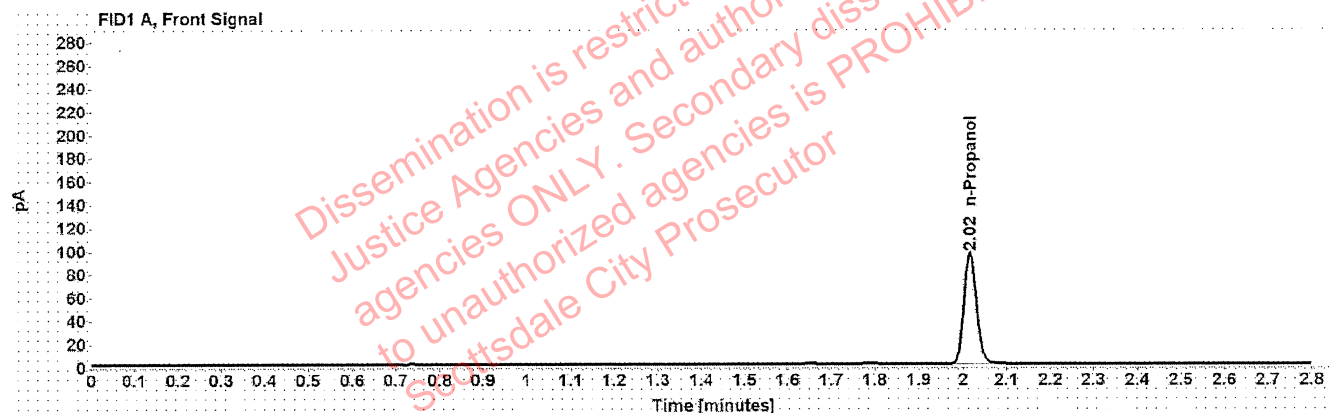 FID1 A, Front Signal
280
260
240
220
200
180
160
140
120
100
80
60
40
20
0
pA
2.02 n-Propanol
0 0.1 0.2 0.3 0.4 0.5 0.6 0.7 0.8 0.9 1 1.1 1.2 1.3 1.4 1.5 1.6 1.7 1.8 1.9 2 2.1 2.2 2.3 2.4 2.5 2.6 2.7 2.8
Time [minutes]
Dissemination is restric
Justice Agencies and author
agencies ONLY. Secondary diss
to unauthorized agencies is PROHIB
Scottsdale City Prosecutor